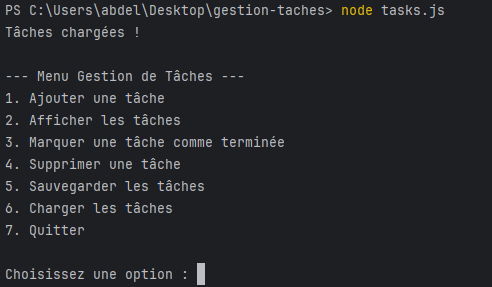 PS C:\Users\abdel\Desktop\gestion-taches> node tasks.js
Tâches chargées !
--- Menu Gestion de Tâches ---
1. Ajouter une tâche
2. Afficher les tâches
3. Marquer une tâche comme terminée
4. Supprimer une tâche
5. Sauvegarder les tâches
6. Charger les tâches
7. Quitter
Choisissez une option :